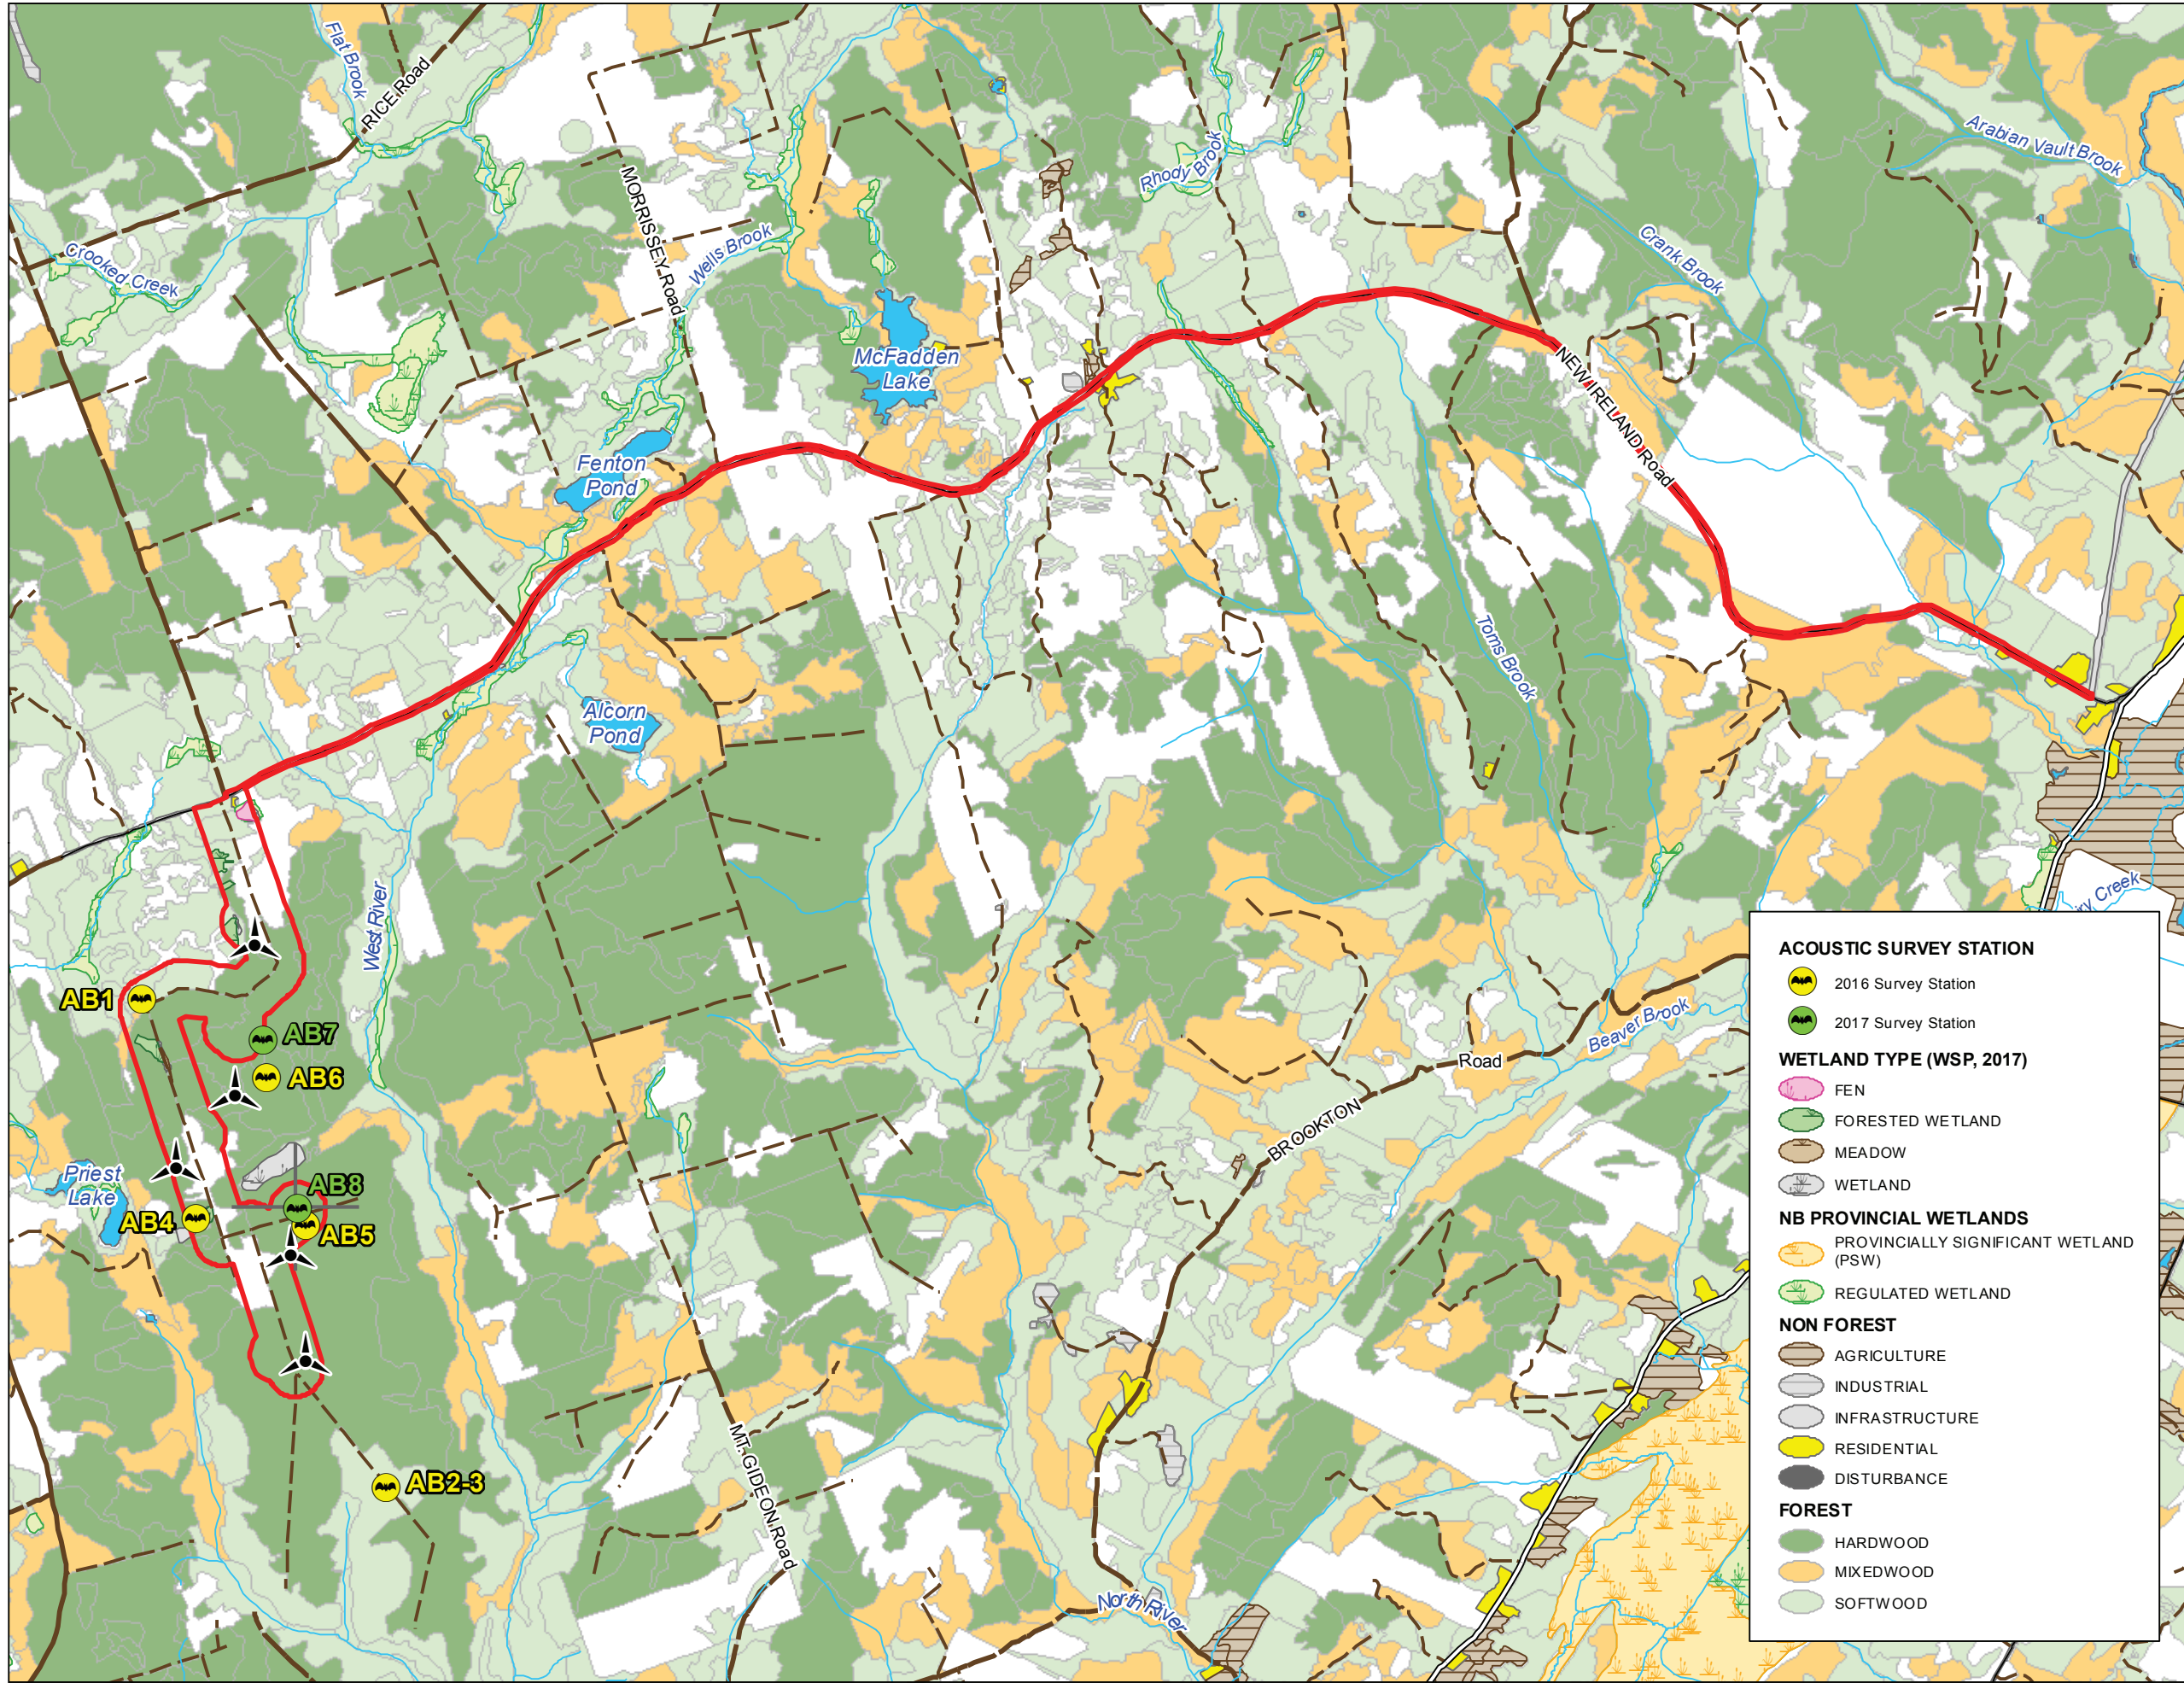 Flat Brook
RICE Road
Crooked Creek
MORRISSEY Road
Wells Brook
Rhody Brook
Arabian Vault Brook
Crank Brook
McFadden
Lake
Fenton
Pond
NEW IRELAND Road
Alcorn
Pond
Toms Brook
West River
AB1
AB7
AB6
Priest
Lake
AB8
AB4
AB5
AB2-3
MT. GIDEON Road
BROOKTON
Road
Beaver Brook
North River
Creek
ACOUSTIC SURVEY STATION
2016 Survey Station
2017 Survey Station
WETLAND TYPE (WSP, 2017)
FEN
FORESTED WETLAND
MEADOW
WETLAND
NB PROVINCIAL WETLANDS
PROVINCIALLY SIGNIFICANT WETLAND
(PSW)
REGULATED WETLAND
NON FOREST
AGRICULTURE
INDUSTRIAL
INFRASTRUCTURE
RESIDENTIAL
DISTURBANCE
FOREST
HARDWOOD
MIXEDWOOD
SOFTWOOD